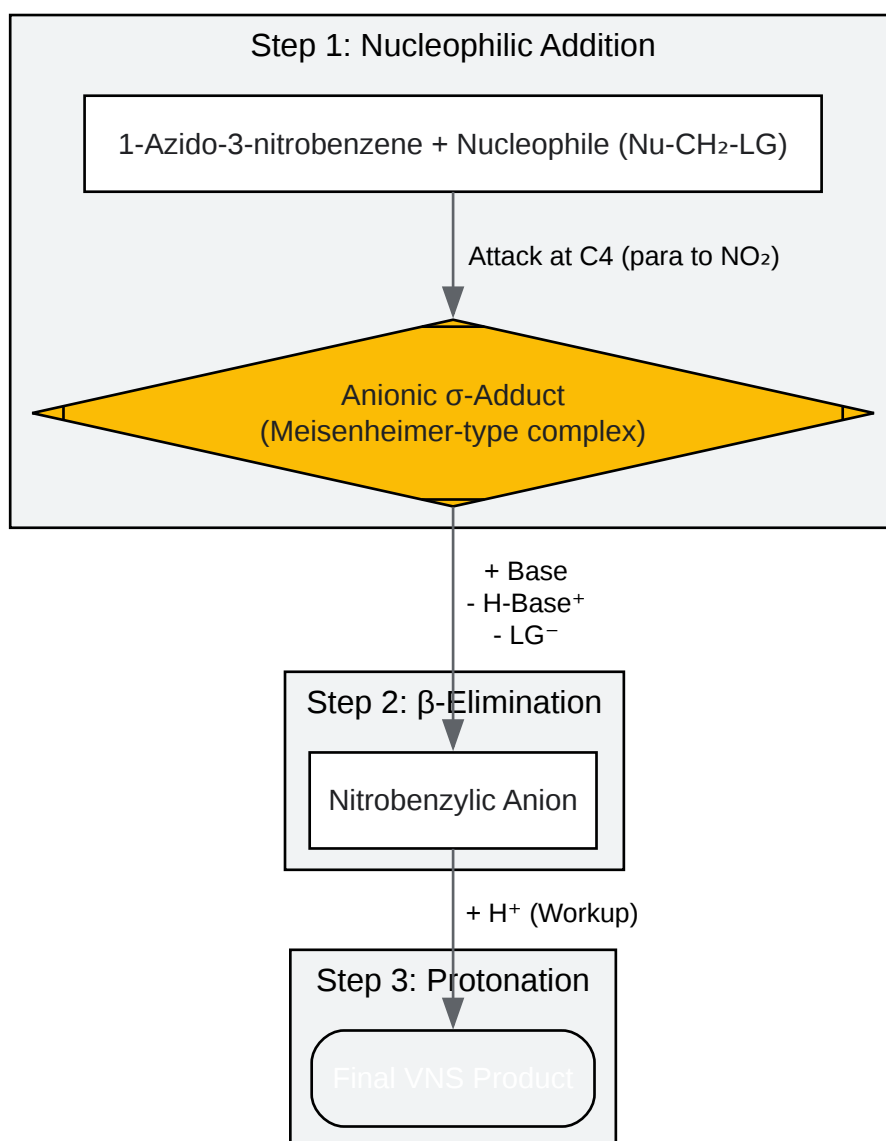 Step 1: Nucleophilic Addition
1-Azido-3-nitrobenzene + Nucleophile (Nu-CH₂-LG)
Attack at C4 (para to NO₂)
Anionic σ-Adduct
(Meisenheimer-type complex)
+ Base
- H-Base⁺
- LG⁻
Step 2: β-Elimination
Nitrobenzylic Anion
+ H⁺ (Workup)
Step 3: Protonation
Final VNS Product